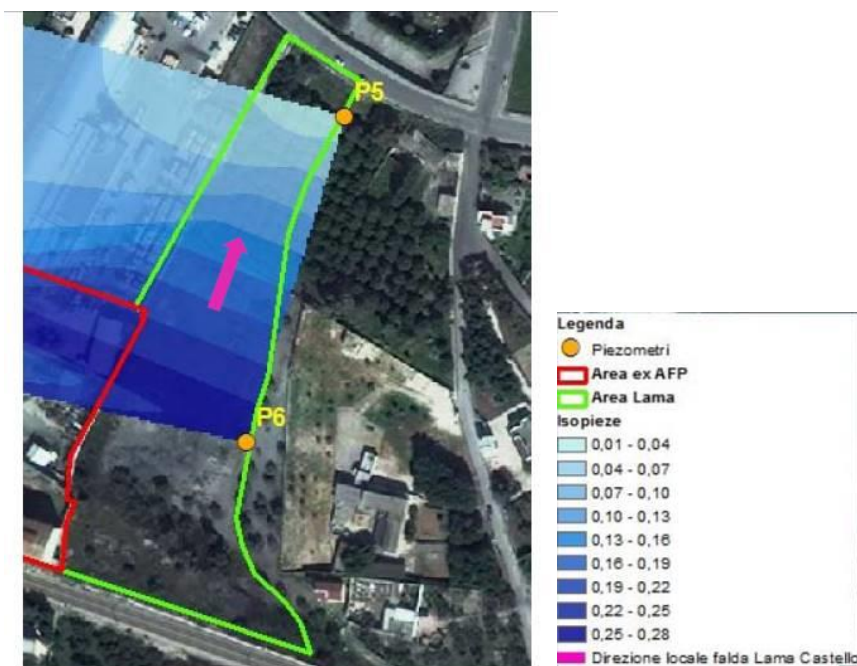 P5
P6
Legenda
Piezometri
Area ex AFP
Area Lama
Isopieze
0,01 - 0,04
0,04 - 0,07
0,07 - 0,10
0,10 - 0,13
0,13 - 0,16
0,16 - 0,19
0,19 - 0,22
0,22 - 0,25
0,25 - 0,28
Direzione locale falda Lama Castello